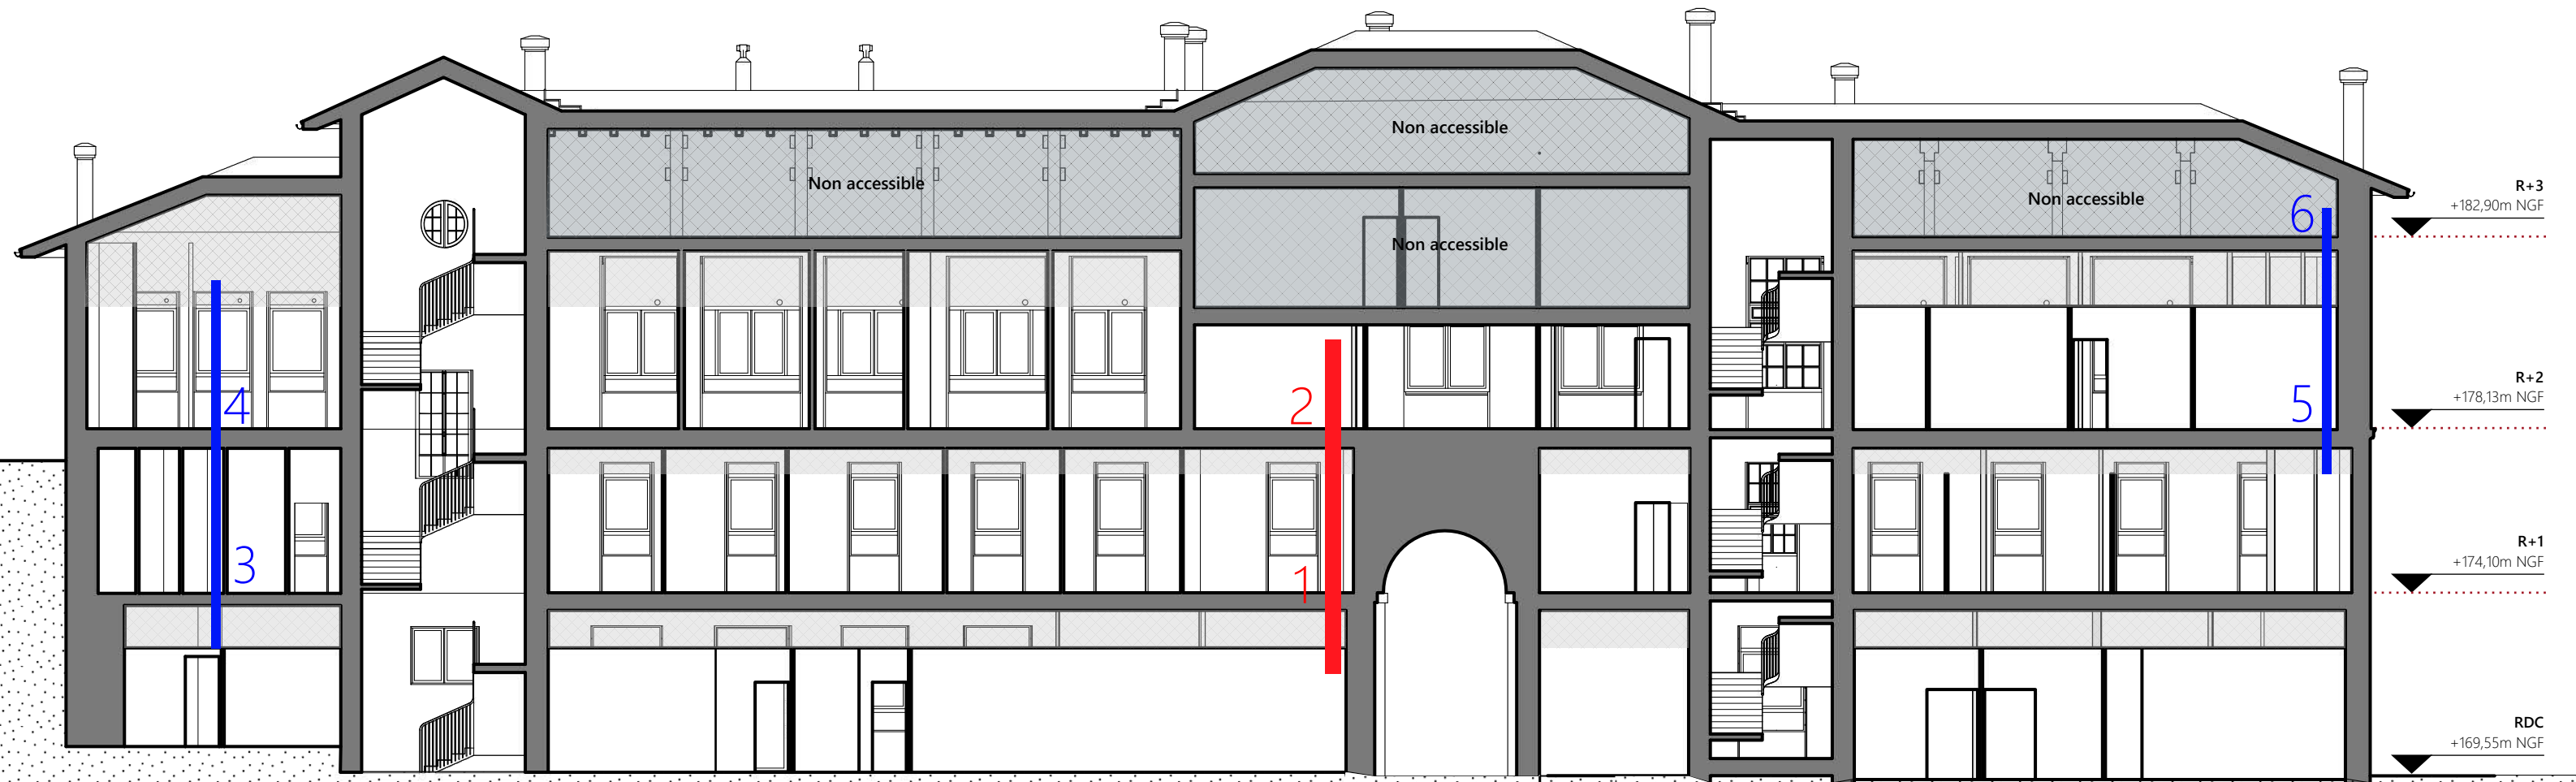 Non accessible
Non accessible
R+3
+182,90m NGF
Non accessible
6
Non accessible
R+2
+178,13m NGF
4
2
5
R+1
+174,10m NGF
3
1
RDC
+169,55m NGF